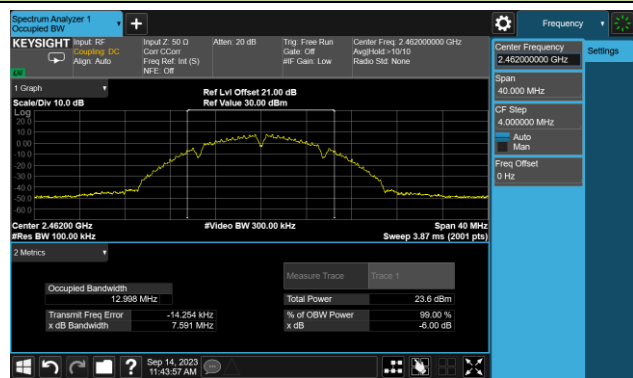 Spectrum Analyzer 1
Occupied BW
+
Frequency
KEYSIGHT
Input: RF
Coupling: DC
Align: Auto
Input Z: 50 Ω
Corr CCorr
Freq Ref: Int (S)
NFE: Off
Atten: 20 dB
Trig: Free Run
Gate: Off
#IF Gain: Low
Center Freq: 2.462000000 GHz
Avg|Hold:>10/10
Radio Std: None
Center Frequency
2.462000000 GHz
Settings
Span
40.000 MHz
CF Step
4.000000 MHz
Auto
Man
Freq Offset
0 Hz
1 Graph
Scale/Div 10.0 dB
Ref Lvl Offset 21.00 dB
Ref Value 30.00 dBm
Log
20.0
10.0
0.00
-10.0
-20.0
-30.0
-40.0
-50.0
-60.0
Center 2.46200 GHz
#Res BW 100.00 kHz
#Video BW 300.00 kHz
Span 40 MHz
Sweep 3.87 ms (2001 pts)
2 Metrics
Measure Trace
Trace 1
Occupied Bandwidth
12.998 MHz
Total Power
23.6 dBm
Transmit Freq Error
-14.254 kHz
% of OBW Power
99.00 %
x dB Bandwidth
7.591 MHz
x dB
-6.00 dB
?
Sep 14, 2023
11:43:57 AM